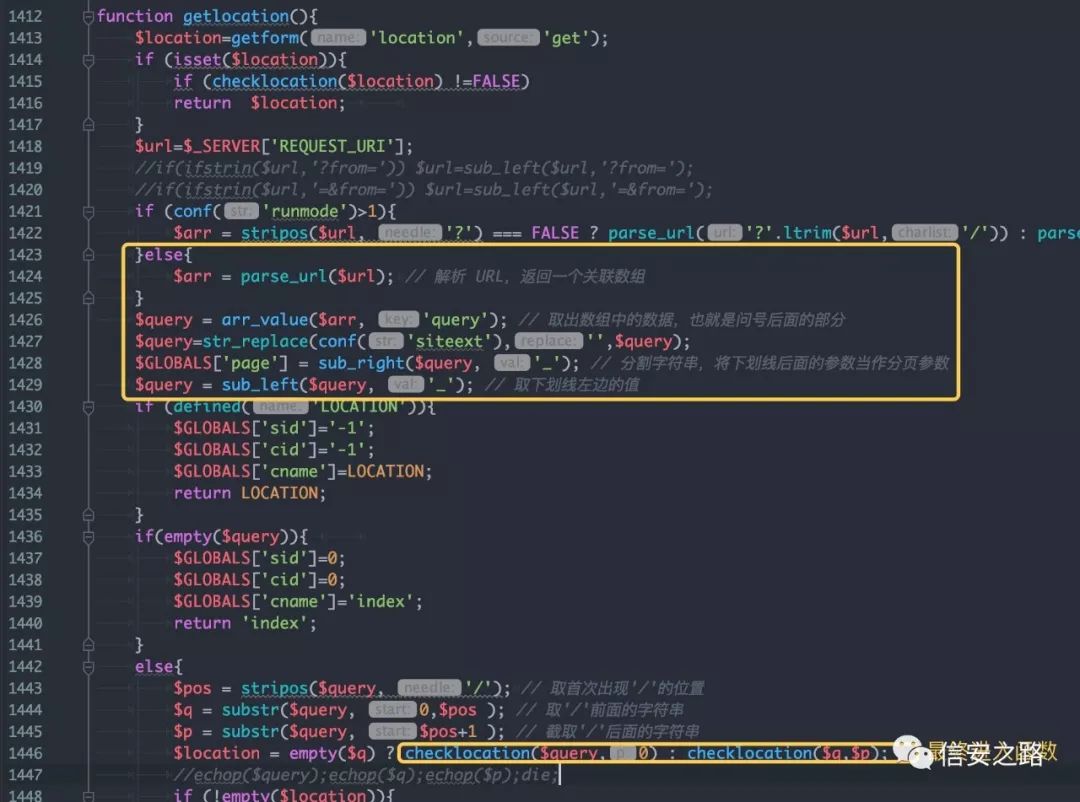 1412 function getlocation(){
1413 $location=getform( name: 'location', source: 'get');
1414 if (isset($location)){
1415 if (checklocation($location) !=FALSE)
1416 return $location;
1417 }
1418 $url=$_SERVER['REQUEST_URI'];
1419 //if(ifstrin($url,'?from=')) $url=sub_left($url,'?from=');
1420 //if(ifstrin($url,'=&from=')) $url=sub_left($url,'=&from=');
1421 if (conf( str: 'runmode')>1){
1422 $arr = stripos($url, needle: '?') === FALSE ? parse_url( url: '?'.ltrim($url, charlist: '/')) : parse
1423 }else{
1424 $arr = parse_url($url); // 解析 URL，返回一个关联数组
1425 }
1426 $query = arr_value($arr, key: 'query'); // 取出数组中的数据，也就是问号后面的部分
1427 $query=str_replace(conf( str: 'siteext'), replace: '',$query);
1428 $GLOBALS['page'] = sub_right($query, val: '_'); // 分割字符串，将下划线后面的参数当作分页参数
1429 $query = sub_left($query, val: '_'); // 取下划线左边的值
1430 if (defined( name: 'LOCATION')){
1431 $GLOBALS['sid']='-1';
1432 $GLOBALS['cid']='-1';
1433 $GLOBALS['cname']=LOCATION;
1434 return LOCATION;
1435 }
1436 if(empty($query)){
1437 $GLOBALS['sid']=0;
1438 $GLOBALS['cid']=0;
1439 $GLOBALS['cname']='index';
1440 return 'index';
1441 }
1442 else{
1443 $pos = stripos($query, needle: '/'); // 取首次出现'/'的位置
1444 $q = substr($query, start: 0,$pos ); // 取'/'前面的字符串
1445 $p = substr($query, start: $pos+1 ); // 截取'/'后面的字符串
1446 $location = empty($q) ? checklocation($query, p: 0) : checklocation($q,$p); 信安之路
1447 //echop($query);echop($q);echop($p);die;
1448 if (!empty($location)){